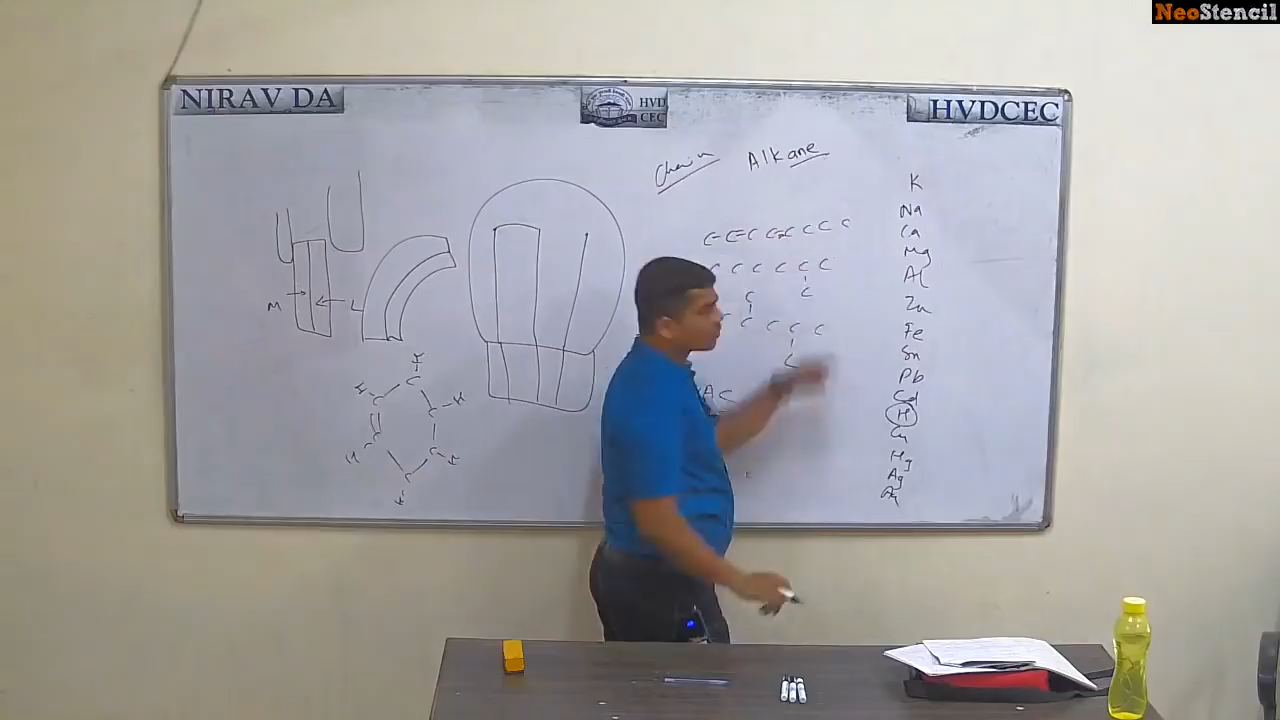 NeoStencil
NIRAV DA
HVD
CEC
HVDCEC
Chain Alkane
C C C C C C C
C C C C C
C
C
C C C C
C
A C
K
Na
Ca
Mg
Al
Zn
Fe
Sn
Pb
Cd
H
Cu
Hg
Ag
M
L
H
C
H C C H
H C C H
C
H